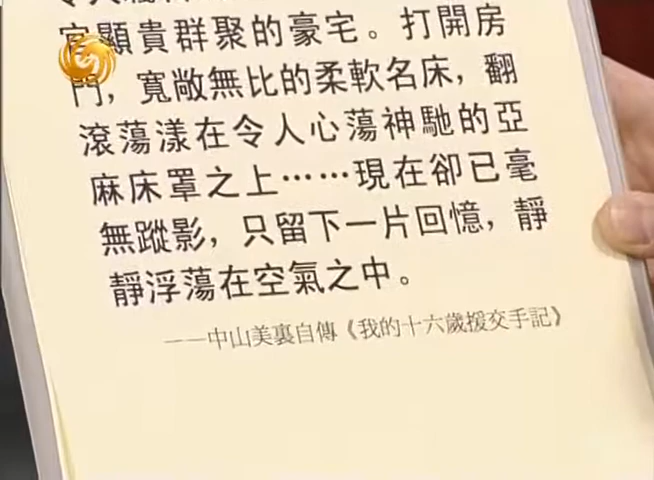 官顯貴群聚的豪宅。打開房
門，寬敞無比的柔軟名床，翻
滾蕩漾在令人心蕩神馳的亞
麻床罩之上……現在卻已毫
無蹤影，只留下一片回憶，靜
靜浮蕩在空氣之中。
——中山美裏自傳《我的十六歲援交手記》